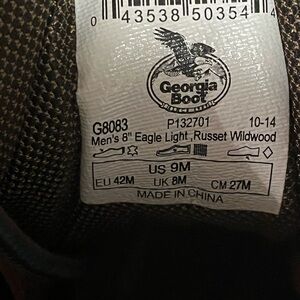 0 43538 50354 4
Georgia
Boot
G8083 P132701 10-14
Men's 8" Eagle Light ,Russet Wildwood
US 9M
EU 42M UK 8M CM 27M
MADE IN CHINA